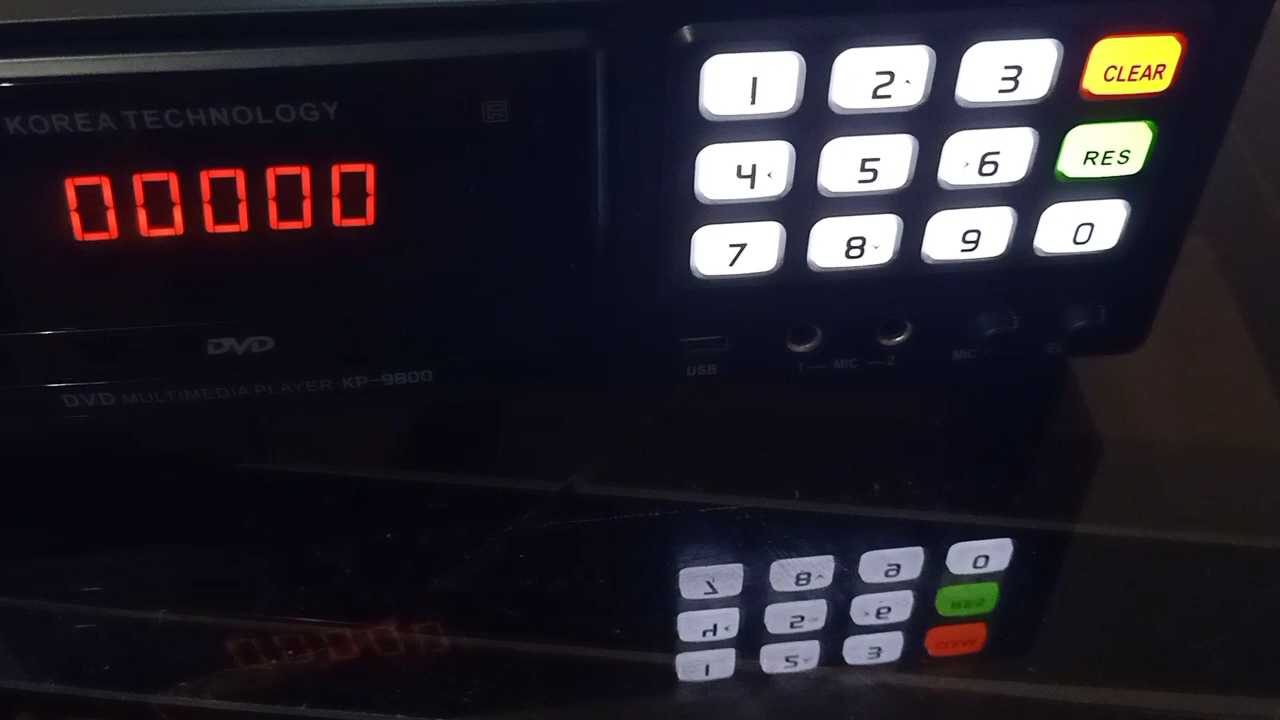 KOREA TECHNOLOGY
00000
1 2 3 CLEAR
4 5 6 RES
7 8 9 0
DVD
DVD MULTIMEDIA PLAYER KP-9800
USB
1 — MIC — 2
MIC